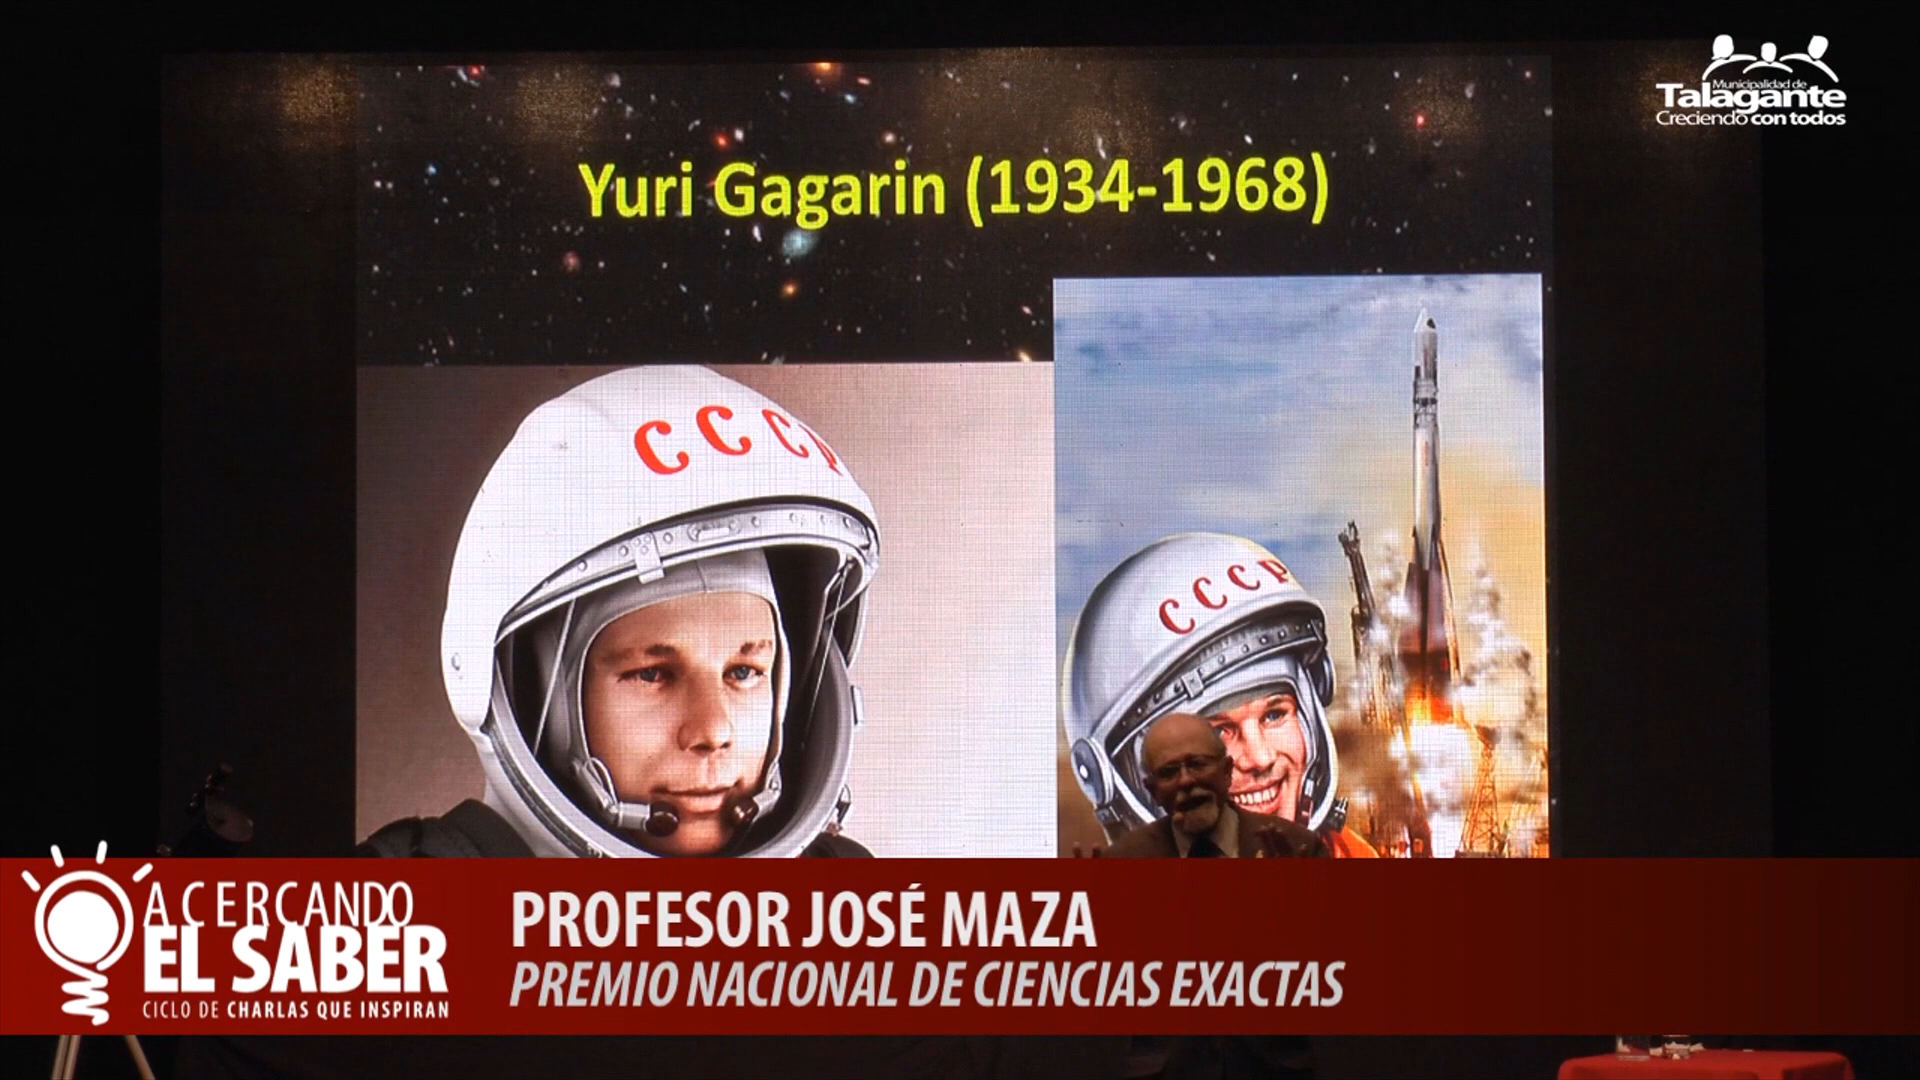 Municipalidad de
Talagante
Creciendo con todos
Yuri Gagarin (1934-1968)
CCCP
CCCP
ACERCANDO
EL SABER
CICLO DE CHARLAS QUE INSPIRAN
PROFESOR JOSÉ MAZA
PREMIO NACIONAL DE CIENCIAS EXACTAS